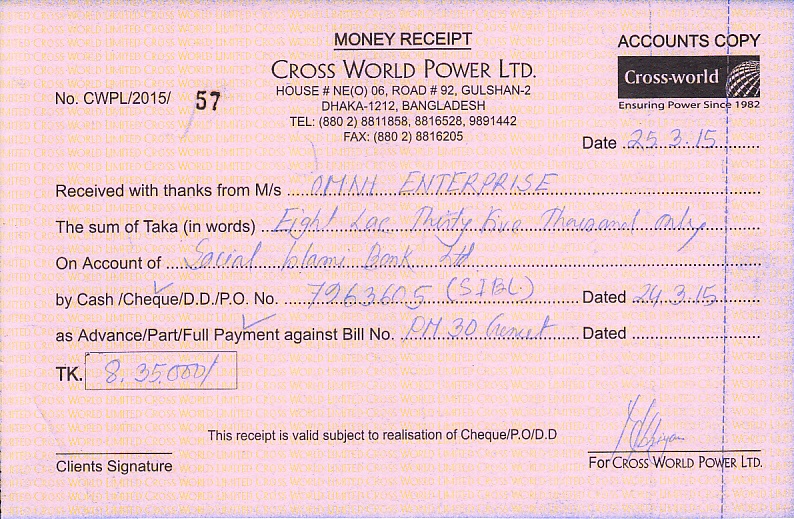 MONEY RECEIPT
ACCOUNTS COPY
CROSS WORLD POWER LTD.
Cross-world
Ensuring Power Since 1982
HOUSE # NE(O) 06, ROAD # 92, GULSHAN-2
DHAKA-1212, BANGLADESH
TEL: (880 2) 8811858, 8816528, 9891442
FAX: (880 2) 8816205
No. CWPL/2015/ 57
Date 25.3.15
Received with thanks from M/s OMNI ENTERPRISE
The sum of Taka (in words) Eight Lac Thirty Five Thousand only
On Account of Social Islami Bank Ltd
by Cash /Cheque/D.D./P.O. No. 7963605 (SIBL) Dated 24.3.15
as Advance/Part/Full Payment against Bill No. PM 30 Genset Dated
TK. 8,35,000/
This receipt is valid subject to realisation of Cheque/P.O/D.D
Clients Signature
For CROSS WORLD POWER LTD.